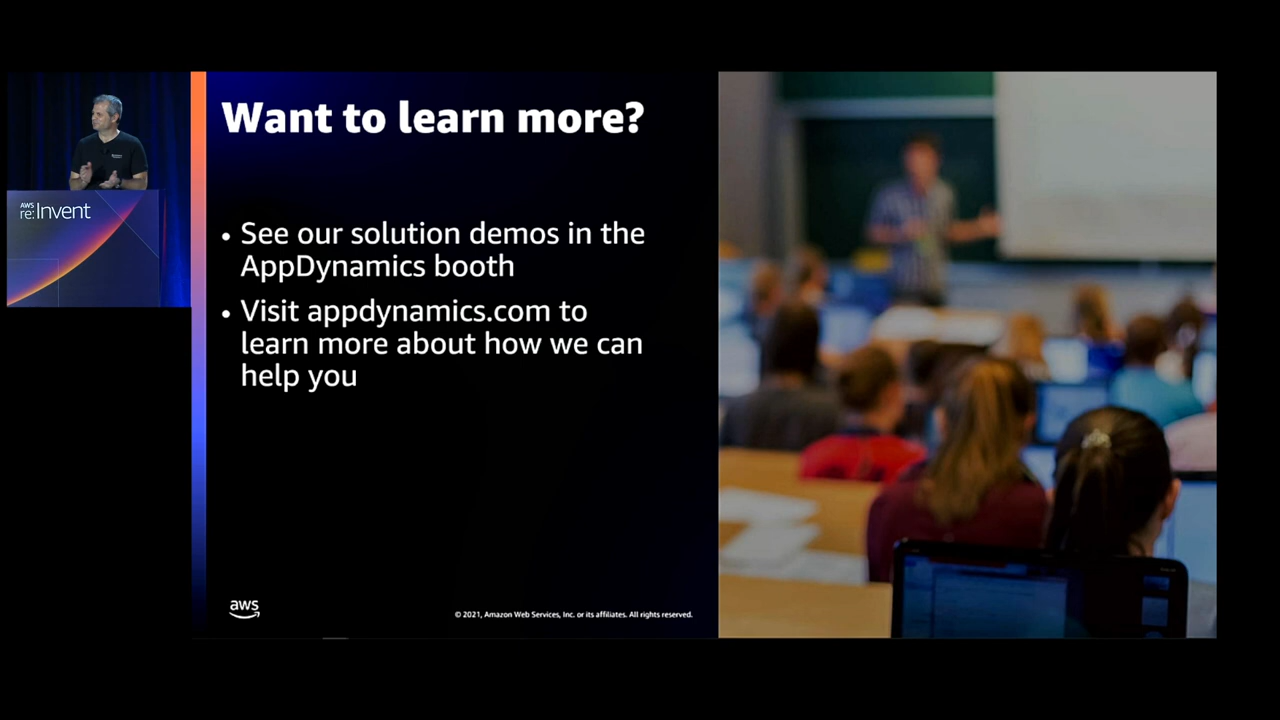 Want to learn more?
AWS
re:Invent
• See our solution demos in the
AppDynamics booth
• Visit appdynamics.com to
learn more about how we can
help you
aws
© 2021, Amazon Web Services, Inc. or its affiliates. All rights reserved.